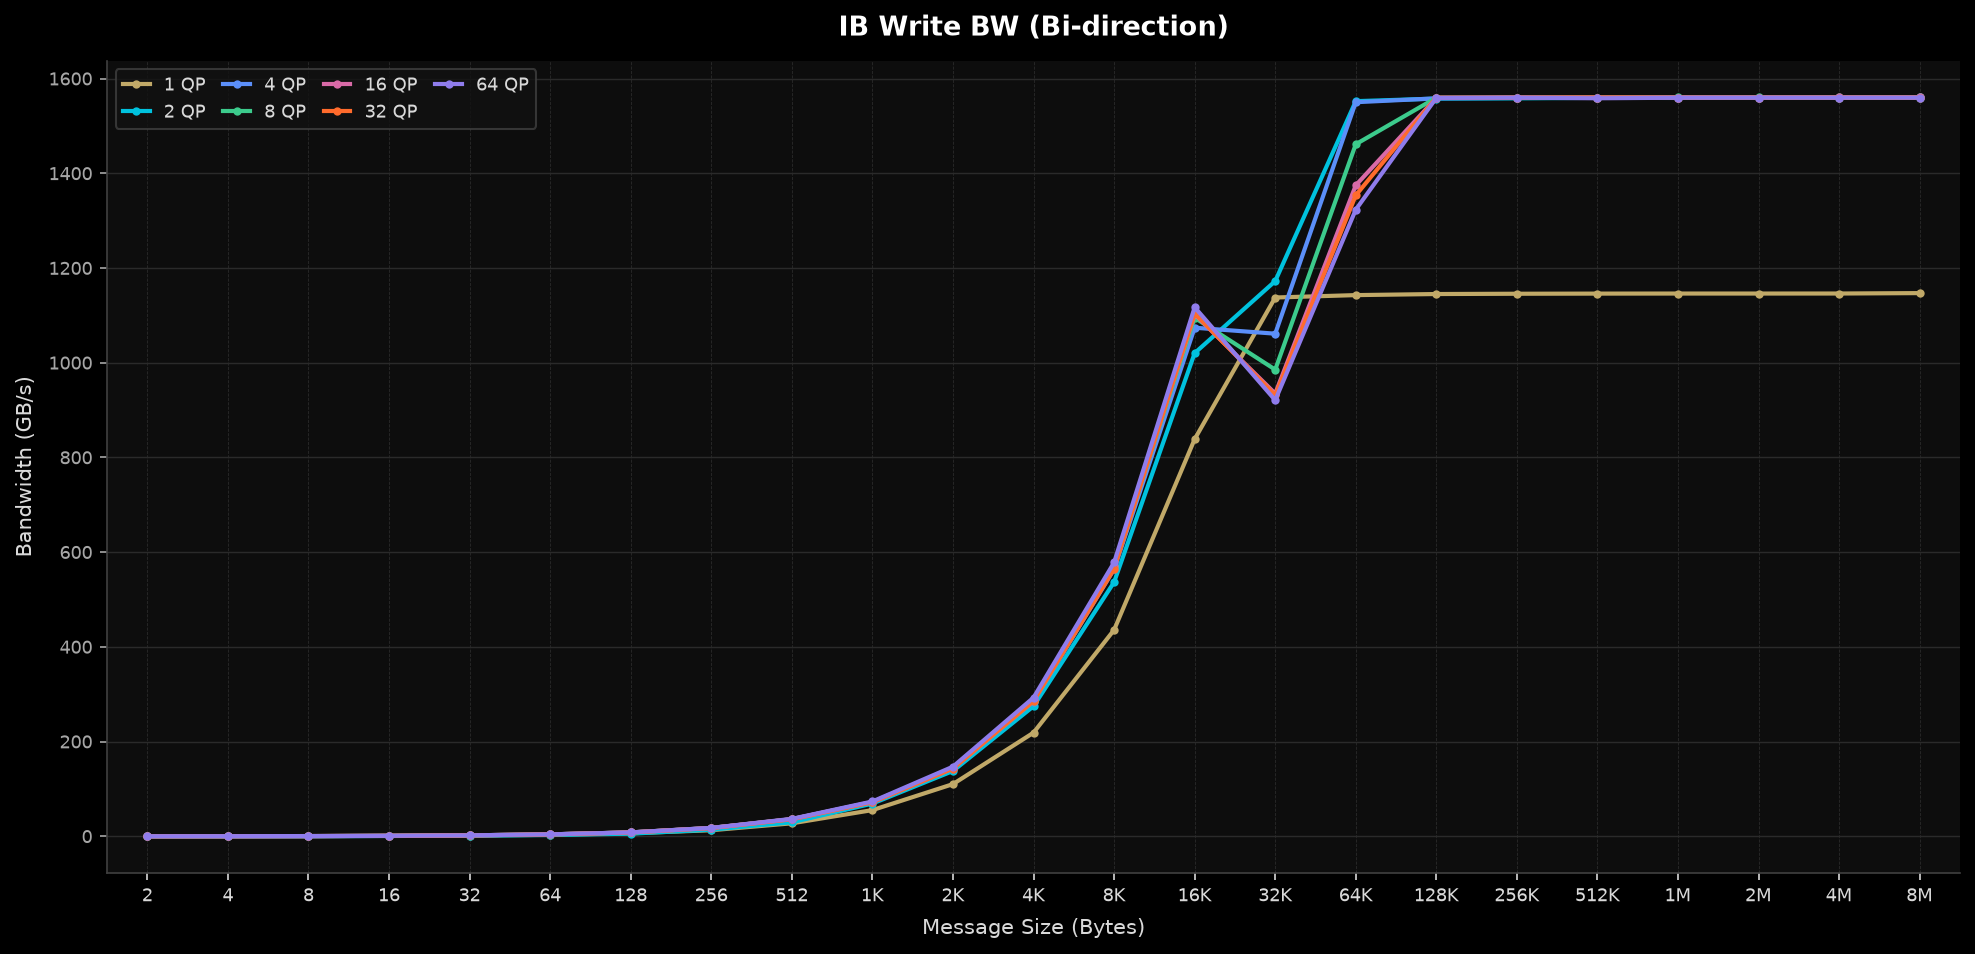 IB Write BW (Bi-direction)
1 QP 4 QP 16 QP 64 QP
2 QP 8 QP 32 QP
1600
1400
1200
1000
800
600
400
200
0
Bandwidth (GB/s)
2 4 8 16 32 64 128 256 512 1K 2K 4K 8K 16K 32K 64K 128K 256K 512K 1M 2M 4M 8M
Message Size (Bytes)